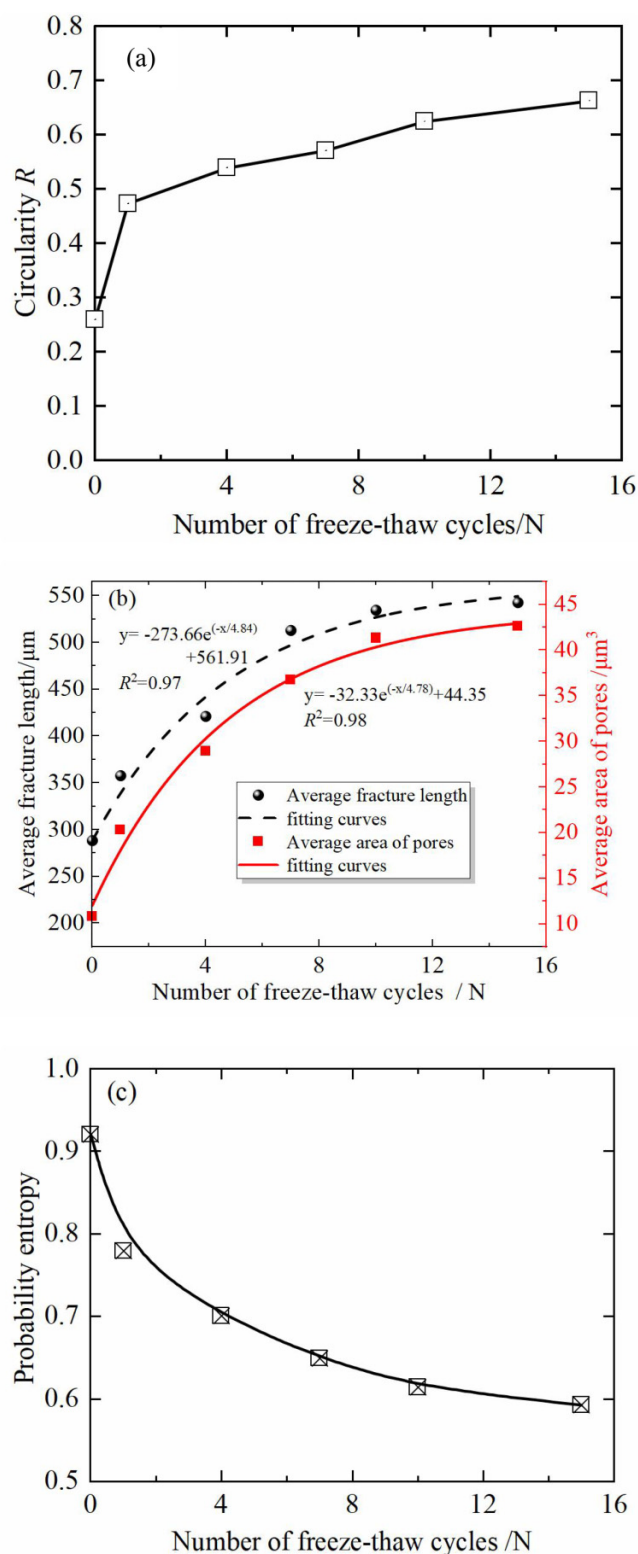 (a)
0.8
0.7
0.6
0.5
0.4
0.3
0.2
0.1
0.0
Circularity R
0 4 8 12 16
Number of freeze-thaw cycles/N
(b)
550
500
450
400
350
300
250
200
Average fracture length/μm
y= -273.66e(-x/4.84)
+561.91
R²=0.97
y= -32.33e(-x/4.78)+44.35
R²=0.98
Average fracture length
fitting curves
Average area of pores
fitting curves
45
40
35
30
25
20
15
10
Average area of pores /μm³
0 4 8 12 16
Number of freeze-thaw cycles / N
(c)
1.0
0.9
0.8
0.7
0.6
0.5
Probability entropy
0 4 8 12 16
Number of freeze-thaw cycles /N